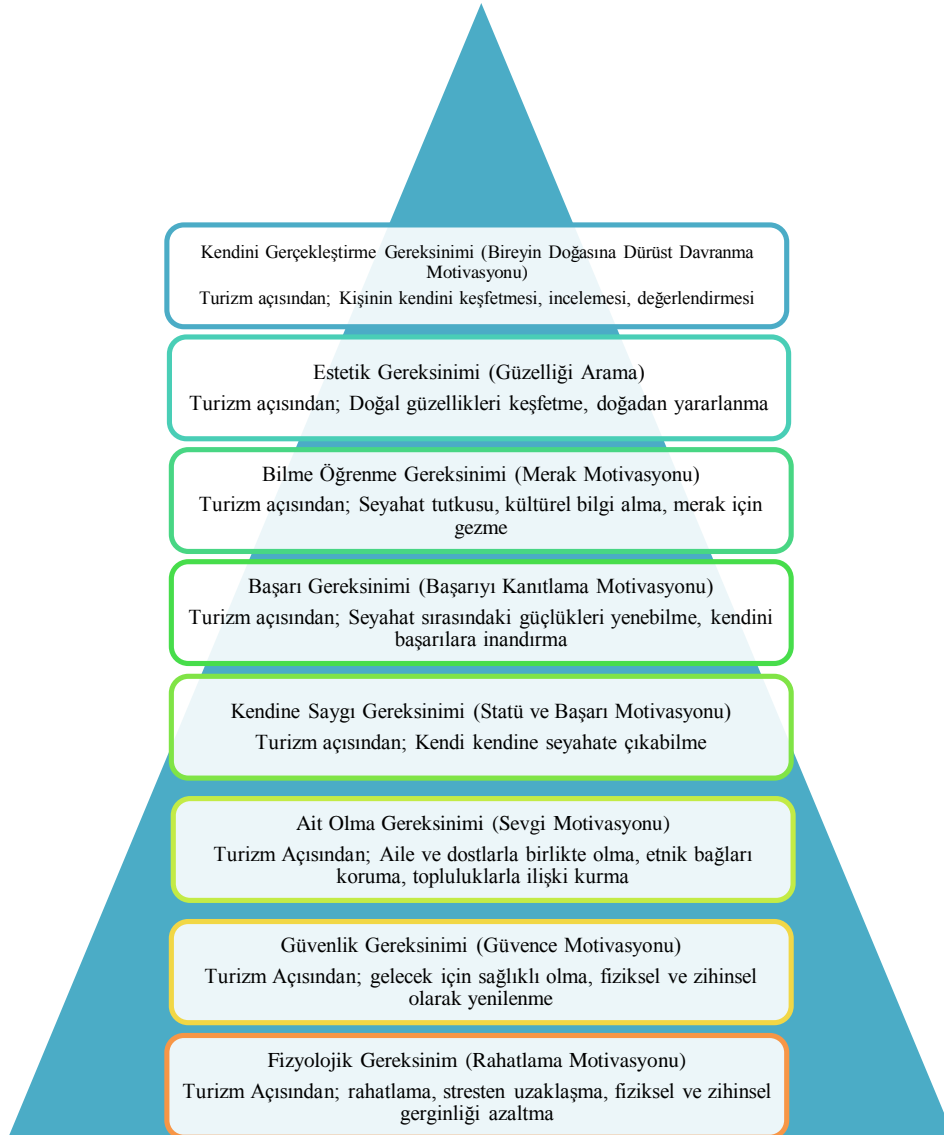 Kendini Gerçekleştirme Gereksinimi (Bireyin Doğasına Dürüst Davranma
Motivasyonu)
Turizm açısından; Kişinin kendini keşfetmesi, incelemesi, değerlendirmesi
Estetik Gereksinimi (Güzelliği Arama)
Turizm açısından; Doğal güzellikleri keşfetme, doğadan yararlanma
Bilme Öğrenme Gereksinimi (Merak Motivasyonu)
Turizm açısından; Seyahat tutkusu, kültürel bilgi alma, merak için
gezme
Başarı Gereksinimi (Başarıyı Kanıtlama Motivasyonu)
Turizm açısından; Seyahat sırasındaki güçlükleri yenebilme, kendini
başarılara inandırma
Kendine Saygı Gereksinimi (Statü ve Başarı Motivasyonu)
Turizm açısından; Kendi kendine seyahate çıkabilme
Ait Olma Gereksinimi (Sevgi Motivasyonu)
Turizm Açısından; Aile ve dostlarla birlikte olma, etnik bağları
koruma, topluluklarla ilişki kurma
Güvenlik Gereksinimi (Güvence Motivasyonu)
Turizm Açısından; gelecek için sağlıklı olma, fiziksel ve zihinsel
olarak yenilenme
Fizyolojik Gereksinim (Rahatlama Motivasyonu)
Turizm Açısından; rahatlama, stresten uzaklaşma, fiziksel ve zihinsel
gerginliği azaltma